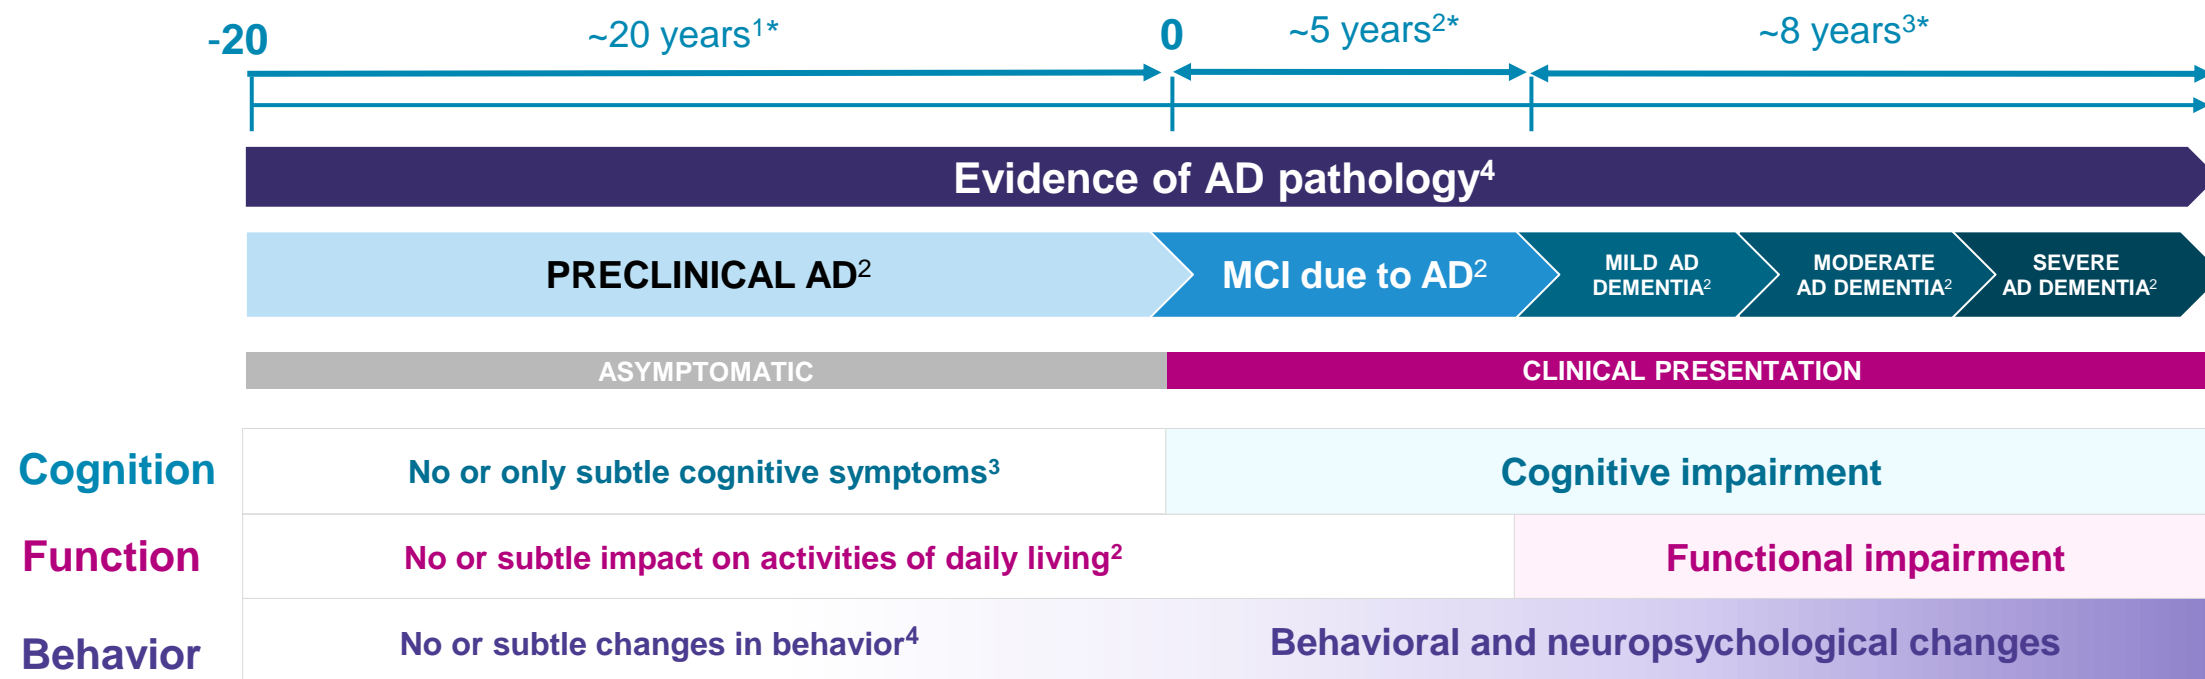 -20
~20 years¹*
0
~5 years²*
~8 years³*
Evidence of AD pathology⁴
PRECLINICAL AD²
MCI due to AD²
MILD AD
DEMENTIA²
MODERATE
AD DEMENTIA²
SEVERE
AD DEMENTIA²
ASYMPTOMATIC
CLINICAL PRESENTATION
Cognition
No or only subtle cognitive symptoms³
Cognitive impairment
Function
No or subtle impact on activities of daily living²
Functional impairment
Behavior
No or subtle changes in behavior⁴
Behavioral and neuropsychological changes